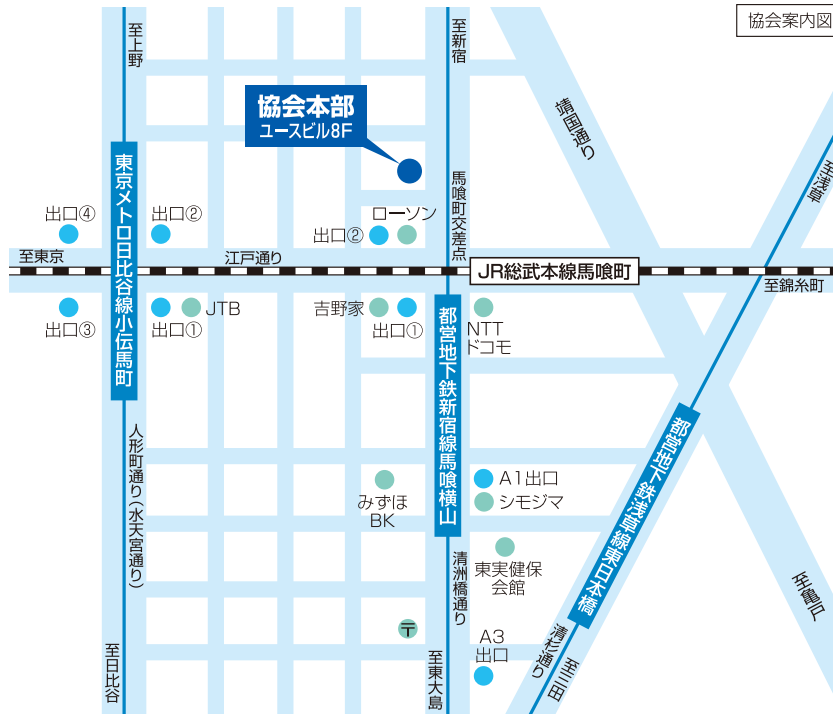 協会案内図
至上野
至新宿
協会本部
ユースビル8F
靖国通り
至浅草
東京メトロ日比谷線小伝馬町
馬喰町交差点
出口④
出口②
ローソン
出口②
至東京
江戸通り
JR総武本線馬喰町
至錦糸町
出口③
出口①
JTB
吉野家
出口①
都営地下鉄新宿線馬喰横山
NTT
ドコモ
人形町通り(水天宮通り)
都営地下鉄浅草線東日本橋
みずほ
BK
A1出口
シモジマ
清洲橋通り
東実健保
会館
至亀戸
〒
A3
出口
清杉通り
至三田
至日比谷
至東大島